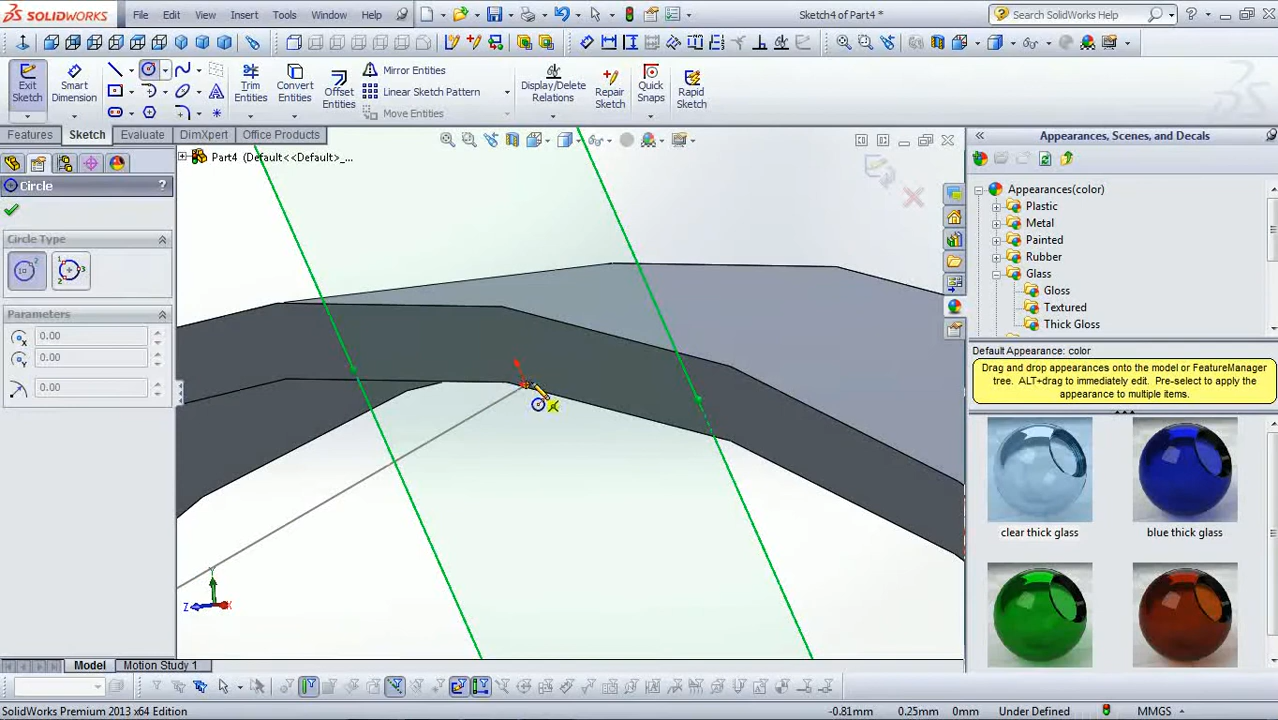 SOLIDWORKS File Edit View Insert Tools Window Help Sketch4 of Part4 * Search SolidWorks Help
Exit Sketch
Smart Dimension
Trim Entities
Convert Entities
Offset Entities
Mirror Entities
Linear Sketch Pattern
Move Entities
Display/Delete Relations
Repair Sketch
Quick Snaps
Rapid Sketch
Features Sketch Evaluate DimXpert Office Products
Appearances, Scenes, and Decals
Part4 (Default<<Default>_...
Circle ?
Circle Type
Parameters
0.00
0.00
0.00
Appearances(color)
Plastic
Metal
Painted
Rubber
Glass
Gloss
Textured
Thick Gloss
Default Appearance: color
Drag and drop appearances onto the model or FeatureManager
tree. ALT+drag to immediately edit. Pre-select to apply the
appearance to multiple items.
clear thick glass blue thick glass
Y
Z X
Model Motion Study 1
SolidWorks Premium 2013 x64 Edition -0.81mm 0.25mm 0mm Under Defined MMGS